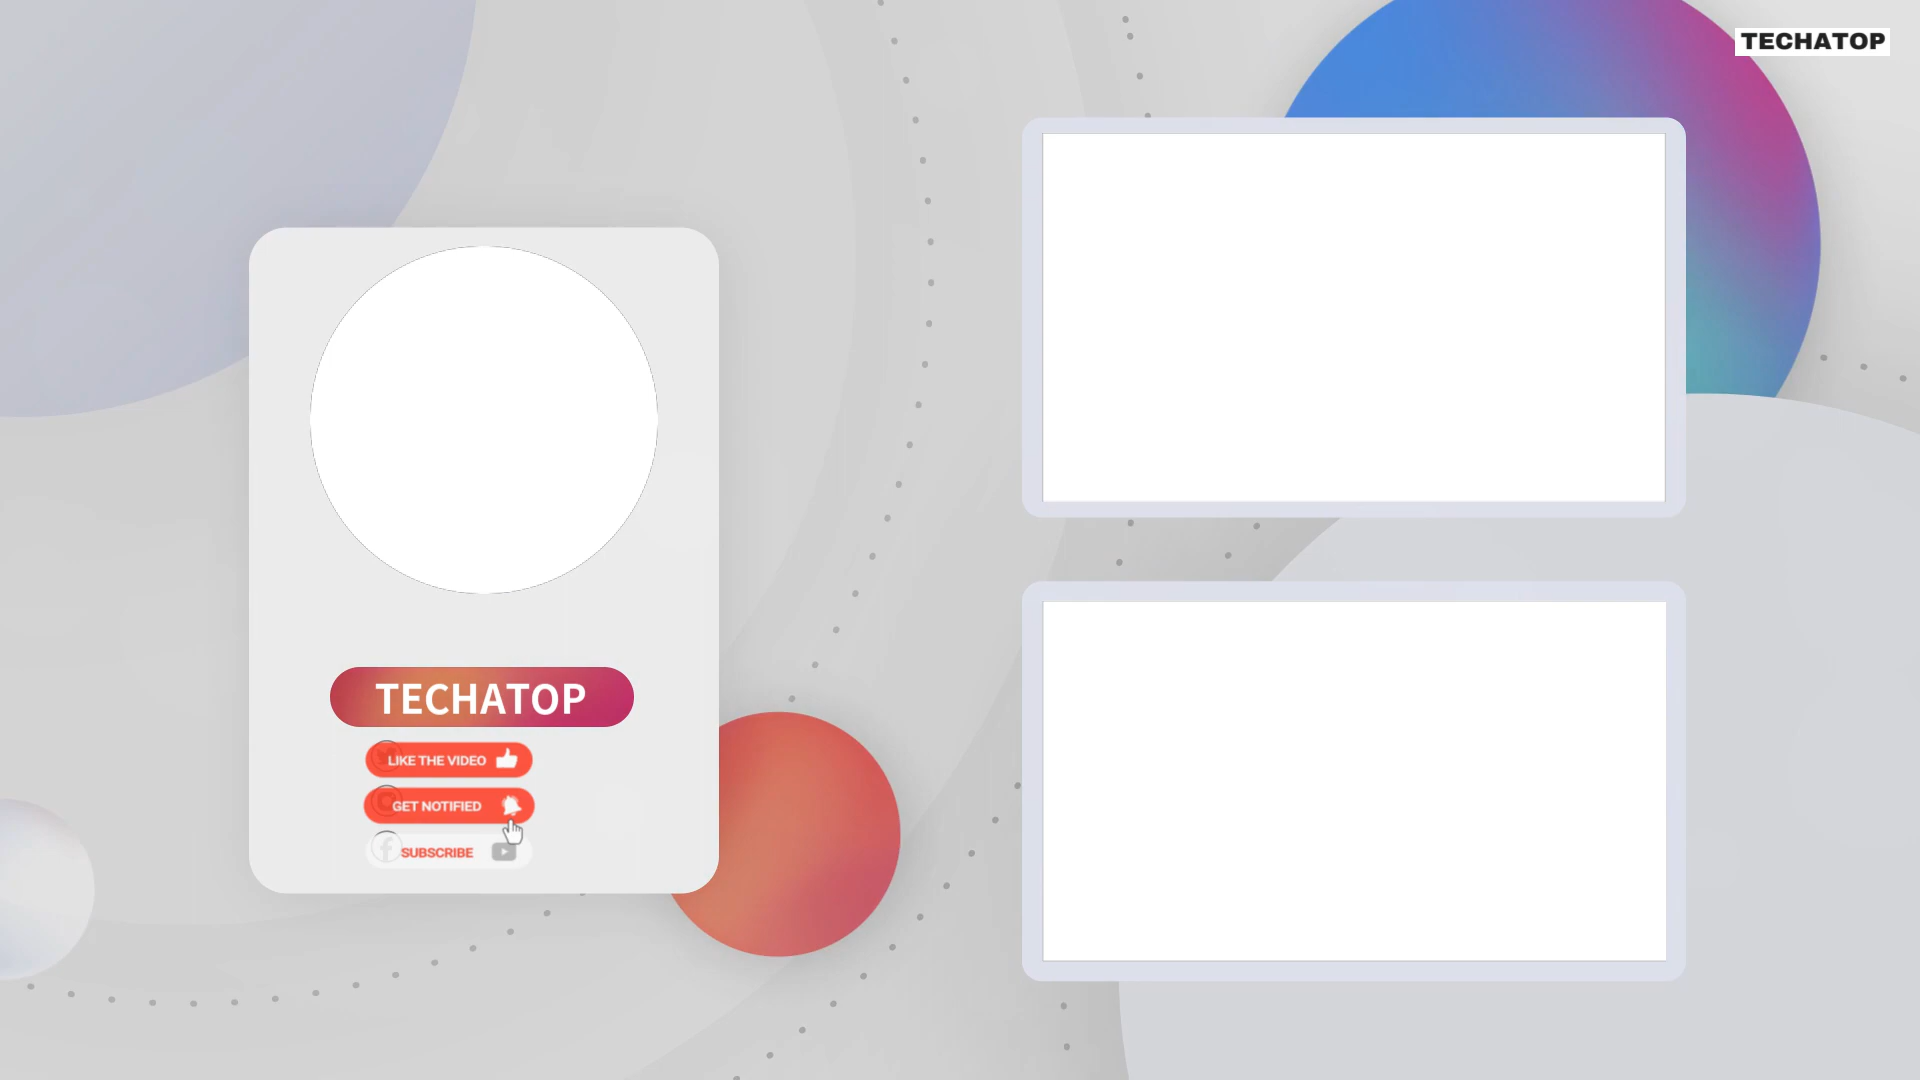 TECHATOP
TECHATOP
LIKE THE VIDEO
GET NOTIFIED
SUBSCRIBE